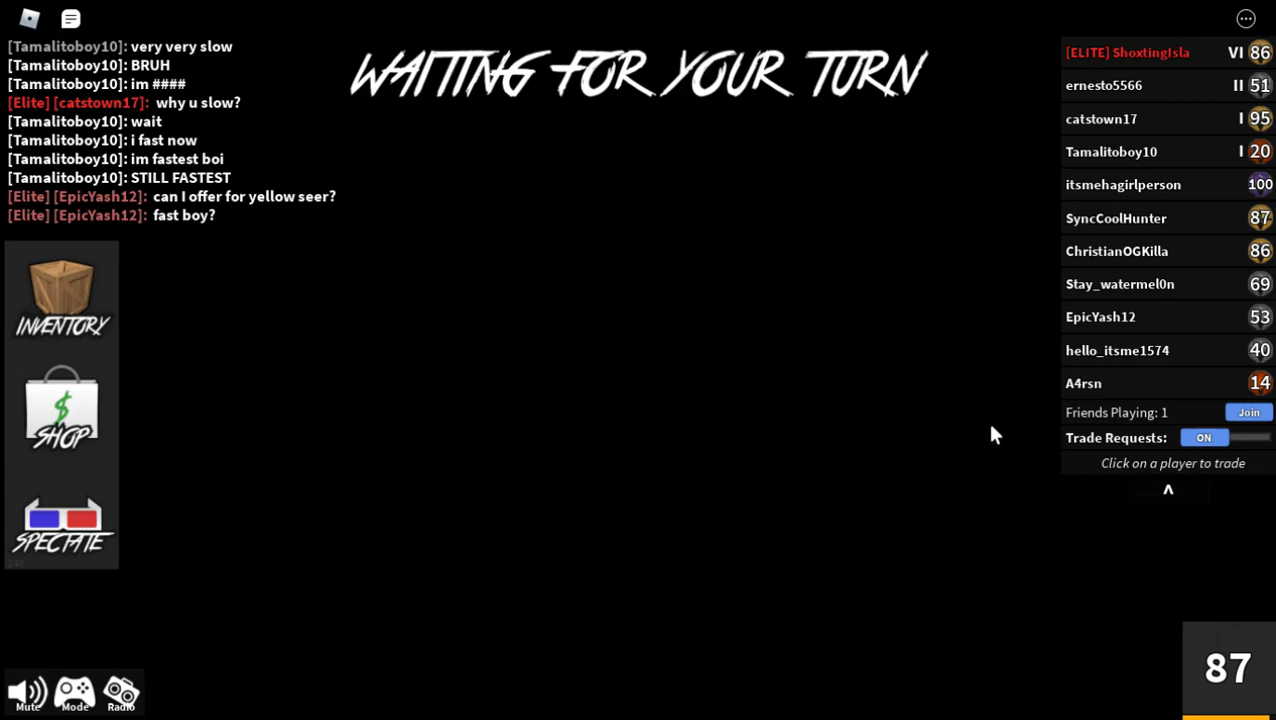 [Tamalitoboy10]: very very slow
[Tamalitoboy10]: BRUH
[Tamalitoboy10]: im ####
[Elite] [catstown17]: why u slow?
[Tamalitoboy10]: wait
[Tamalitoboy10]: i fast now
[Tamalitoboy10]: im fastest boi
[Tamalitoboy10]: STILL FASTEST
[Elite] [EpicYash12]: can I offer for yellow seer?
[Elite] [EpicYash12]: fast boy?
WAITING FOR YOUR TURN
[ELITE] ShoxtingIsla VI 86
ernesto5566 II 51
catstown17 I 95
Tamalitoboy10 I 20
itsmehagirlperson 100
SyncCoolHunter 87
ChristianOGKilla 86
Stay_watermel0n 69
EpicYash12 53
hello_itsme1574 40
A4rsn 14
Friends Playing: 1 Join
Trade Requests: ON
Click on a player to trade
INVENTORY
$
SHOP
SPECTATE
240
Mute Mode Radio
87